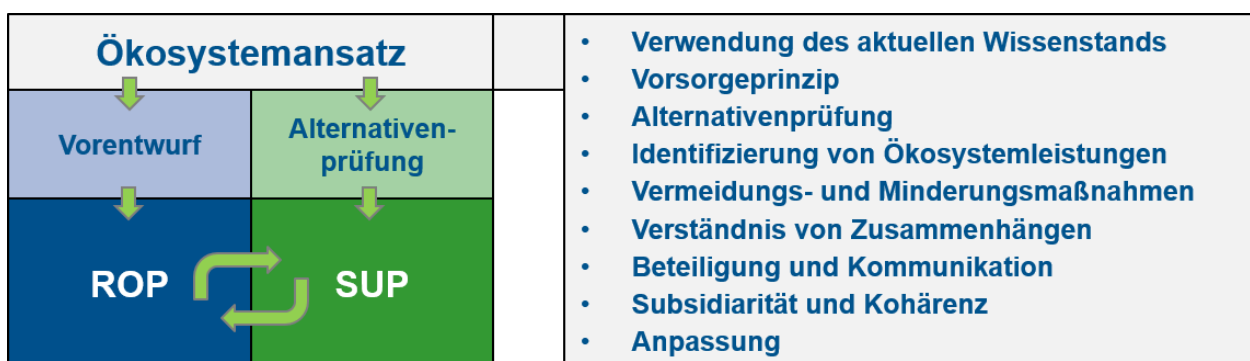 Ökosystemansatz
Vorentwurf
Alternativen-
prüfung
ROP
SUP
• Verwendung des aktuellen Wissenstands
• Vorsorgeprinzip
• Alternativenprüfung
• Identifizierung von Ökosystemleistungen
• Vermeidungs- und Minderungsmaßnahmen
• Verständnis von Zusammenhängen
• Beteiligung und Kommunikation
• Subsidiarität und Kohärenz
• Anpassung